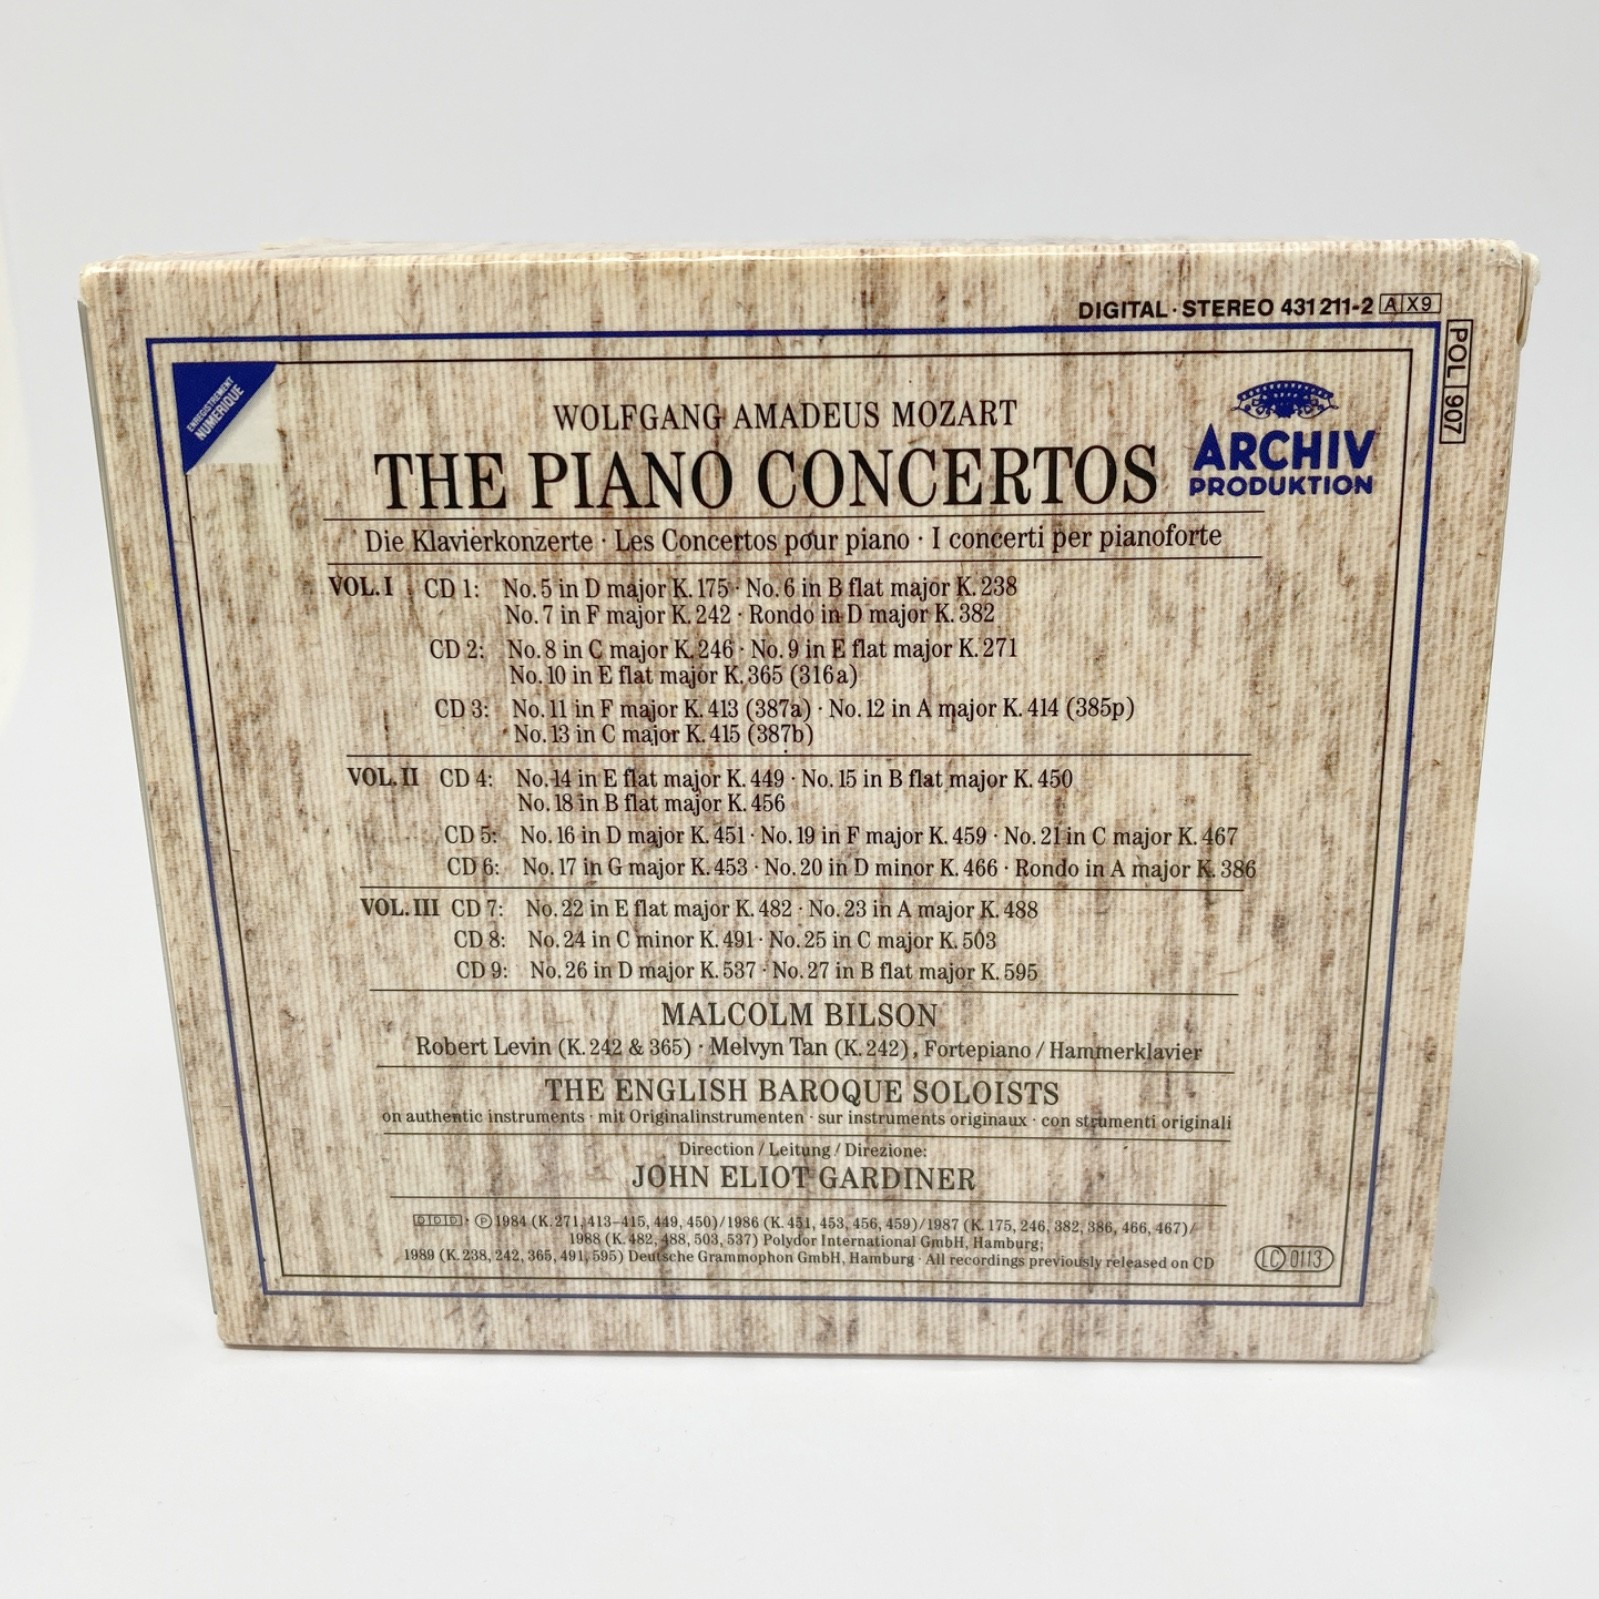 DIGITAL · STEREO 431 211-2 A X9
POL 907
ENREGISTREMENT
NUMERIQUE
WOLFGANG AMADEUS MOZART
THE PIANO CONCERTOS
ARCHIV
PRODUKTION
Die Klavierkonzerte · Les Concertos pour piano · I concerti per pianoforte
VOL. I CD 1: No. 5 in D major K. 175 · No. 6 in B flat major K. 238
No. 7 in F major K. 242 · Rondo in D major K. 382
CD 2: No. 8 in C major K. 246 · No. 9 in E flat major K. 271
No. 10 in E flat major K. 365 (316a)
CD 3: No. 11 in F major K. 413 (387a) · No. 12 in A major K. 414 (385p)
No. 13 in C major K. 415 (387b)
VOL. II CD 4: No. 14 in E flat major K. 449 · No. 15 in B flat major K. 450
No. 18 in B flat major K. 456
CD 5: No. 16 in D major K. 451 · No. 19 in F major K. 459 · No. 21 in C major K. 467
CD 6: No. 17 in G major K. 453 · No. 20 in D minor K. 466 · Rondo in A major K. 386
VOL. III CD 7: No. 22 in E flat major K. 482 · No. 23 in A major K. 488
CD 8: No. 24 in C minor K. 491 · No. 25 in C major K. 503
CD 9: No. 26 in D major K. 537 · No. 27 in B flat major K. 595
MALCOLM BILSON
Robert Levin (K. 242 & 365) · Melvyn Tan (K. 242), Fortepiano / Hammerklavier
THE ENGLISH BAROQUE SOLOISTS
on authentic instruments · mit Originalinstrumenten · sur instruments originaux · con strumenti originali
Direction / Leitung / Direzione:
JOHN ELIOT GARDINER
DDD · ℗ 1984 (K. 271, 413–415, 449, 450) / 1986 (K. 451, 453, 456, 459) / 1987 (K. 175, 246, 382, 386, 466, 467) /
1988 (K. 482, 488, 503, 537) Polydor International GmbH, Hamburg;
1989 (K. 238, 242, 365, 491, 595) Deutsche Grammophon GmbH, Hamburg · All recordings previously released on CD
LC 0113